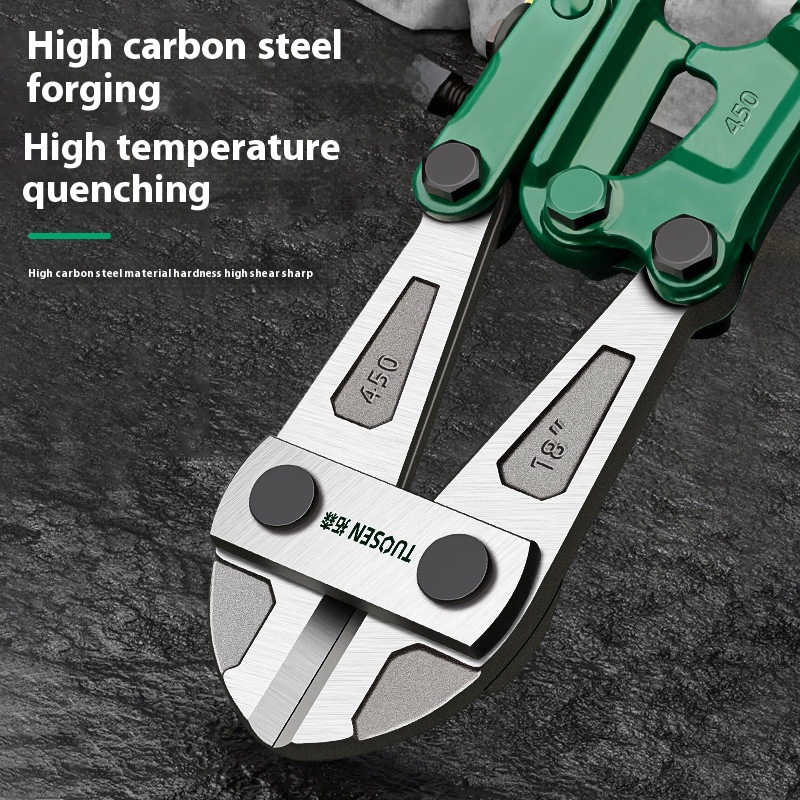 High carbon steel
forging
High temperature
quenching
High carbon steel material hardness high shear sharp
450
450
18"
TUOSEN 拓森